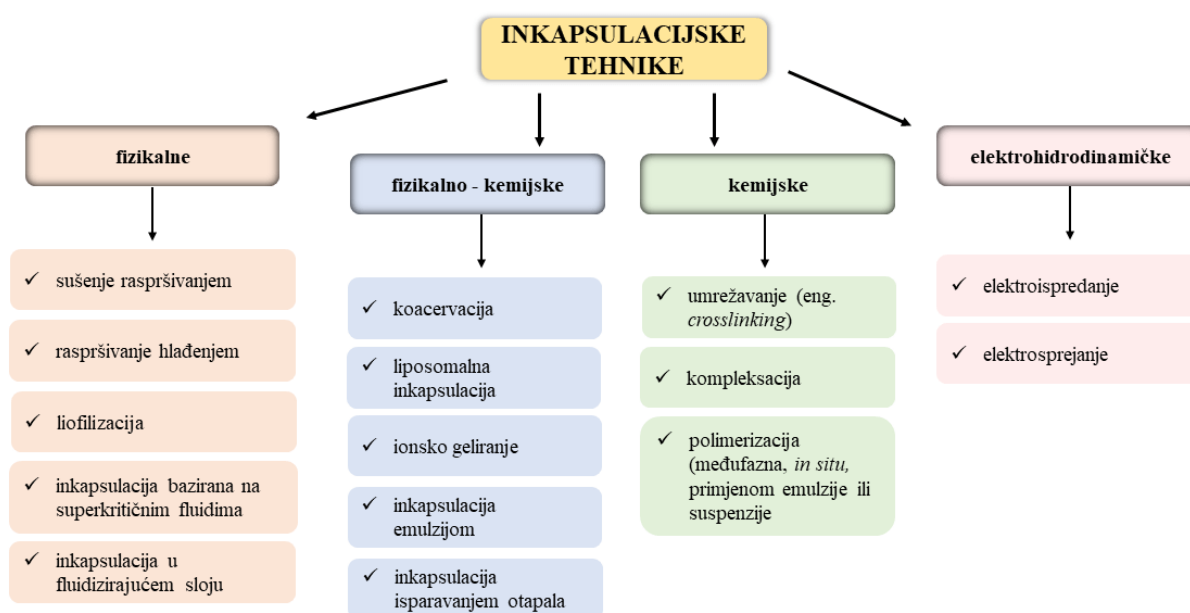 INKAPSULACIJSKE
TEHNIKE
fizikalne
✓ sušenje raspršivanjem
✓ raspršivanje hlađenjem
✓ liofilizacija
✓ inkapsulacija bazirana na
superkritičnim fluidima
✓ inkapsulacija u
fluidizirajućem sloju
fizikalno - kemijske
✓ koacervacija
✓ liposomalna
inkapsulacija
✓ ionsko geliranje
✓ inkapsulacija
emulzijom
✓ inkapsulacija
isparavanjem otapala
kemijske
✓ umrežavanje (eng.
crosslinking)
✓ kompleksacija
✓ polimerizacija
(međufazna, in situ,
primjenom emulzije ili
suspenzije
elektrohidrodinamičke
✓ elektroispredanje
✓ elektrosprejanje